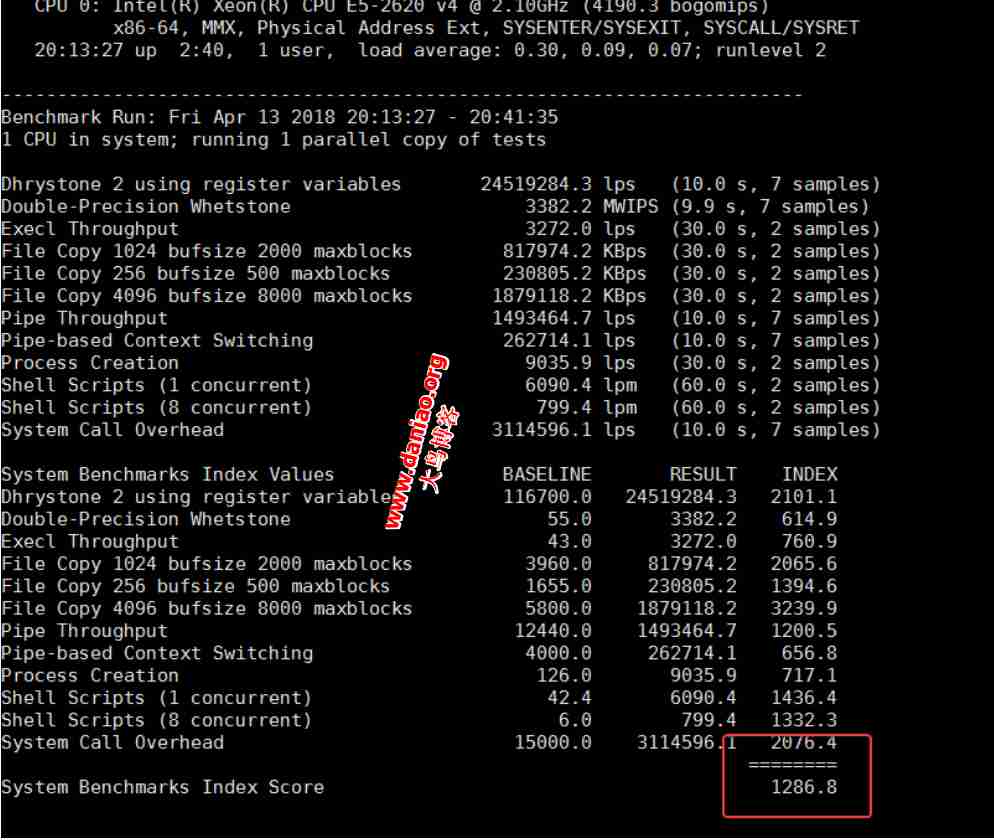 CPU 0: Intel(R) Xeon(R) CPU E5-2620 v4 @ 2.10GHz (4190.3 bogomips)
x86-64, MMX, Physical Address Ext, SYSENTER/SYSEXIT, SYSCALL/SYSRET
20:13:27 up  2:40,  1 user,  load average: 0.30, 0.09, 0.07; runlevel 2
------------------------------------------------------------------------
Benchmark Run: Fri Apr 13 2018 20:13:27 - 20:41:35
1 CPU in system; running 1 parallel copy of tests
Dhrystone 2 using register variables 24519284.3 lps (10.0 s, 7 samples)
Double-Precision Whetstone 3382.2 MWIPS (9.9 s, 7 samples)
Execl Throughput 3272.0 lps (30.0 s, 2 samples)
File Copy 1024 bufsize 2000 maxblocks 817974.2 KBps (30.0 s, 2 samples)
File Copy 256 bufsize 500 maxblocks 230805.2 KBps (30.0 s, 2 samples)
File Copy 4096 bufsize 8000 maxblocks 1879118.2 KBps (30.0 s, 2 samples)
Pipe Throughput 1493464.7 lps (10.0 s, 7 samples)
Pipe-based Context Switching 262714.1 lps (10.0 s, 7 samples)
Process Creation 9035.9 lps (30.0 s, 2 samples)
Shell Scripts (1 concurrent) 6090.4 lpm (60.0 s, 2 samples)
Shell Scripts (8 concurrent) 799.4 lpm (60.0 s, 2 samples)
System Call Overhead 3114596.1 lps (10.0 s, 7 samples)
www.daniao.org
大鸟博客
System Benchmarks Index Values BASELINE RESULT INDEX
Dhrystone 2 using register variables 116700.0 24519284.3 2101.1
Double-Precision Whetstone 55.0 3382.2 614.9
Execl Throughput 43.0 3272.0 760.9
File Copy 1024 bufsize 2000 maxblocks 3960.0 817974.2 2065.6
File Copy 256 bufsize 500 maxblocks 1655.0 230805.2 1394.6
File Copy 4096 bufsize 8000 maxblocks 5800.0 1879118.2 3239.9
Pipe Throughput 12440.0 1493464.7 1200.5
Pipe-based Context Switching 4000.0 262714.1 656.8
Process Creation 126.0 9035.9 717.1
Shell Scripts (1 concurrent) 42.4 6090.4 1436.4
Shell Scripts (8 concurrent) 6.0 799.4 1332.3
System Call Overhead 15000.0 3114596.1 2076.4
========
System Benchmarks Index Score 1286.8